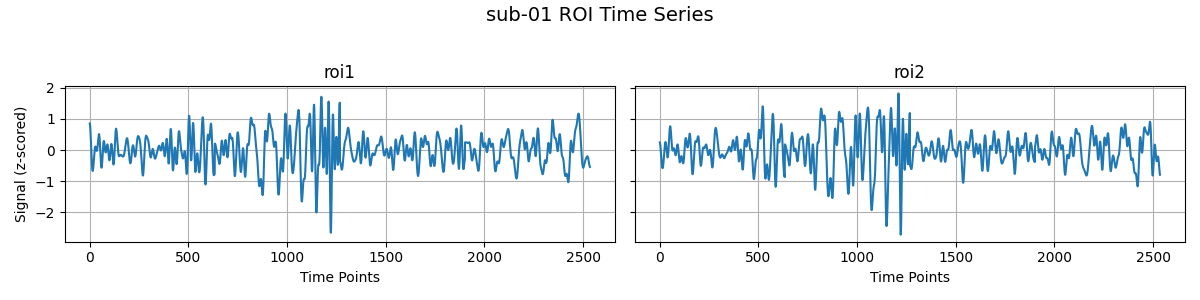 sub-01 ROI Time Series
roi1
roi2
Signal (z-scored)
2
1
0
−1
−2
0 500 1000 1500 2000 2500
0 500 1000 1500 2000 2500
Time Points
Time Points